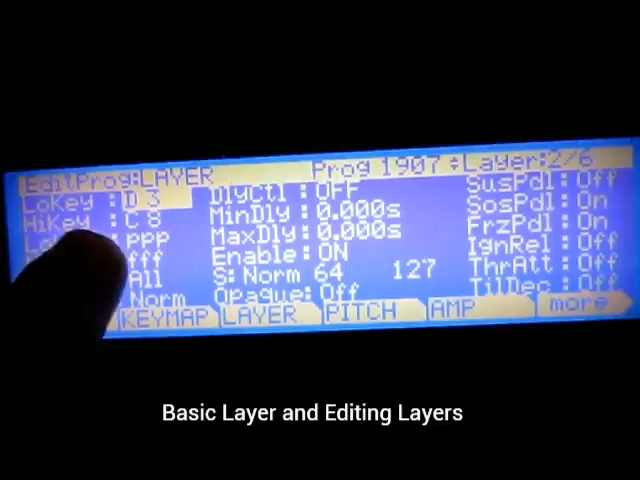 EditProg:LAYER Prog 1907 Layer:2/6
LoKey :D 3 DlyCtl :OFF SusPdl:Off
HiKey :C 8 MinDly :0.000s SosPdl:On
:ppp MaxDly:0.000s FrzPdl:On
:fff Enable:ON IgnRel:Off
All S:Norm 64 127 ThrAtt:Off
Norm Opaque:Off TilDec:Off
KEYMAP LAYER PITCH AMP more
Basic Layer and Editing Layers